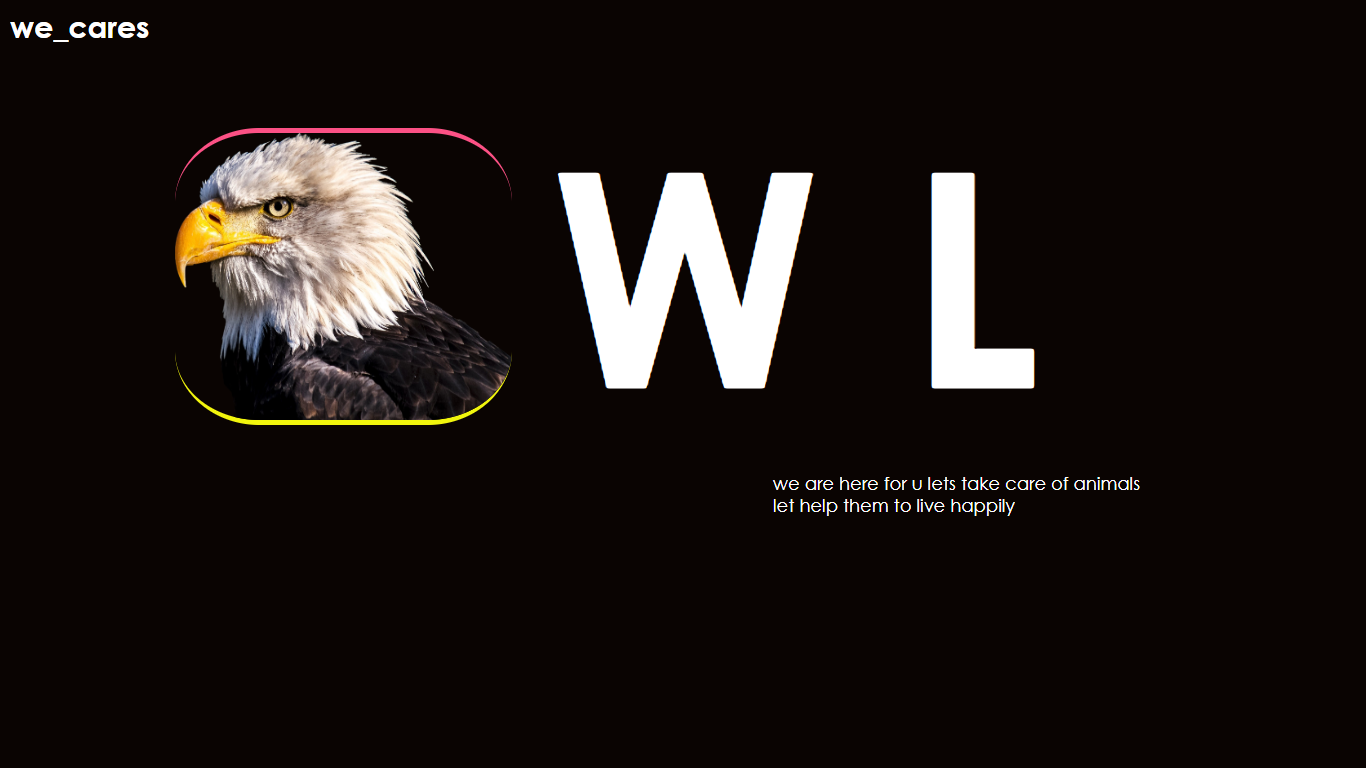 we_cares
W L
we are here for u lets take care of animals
let help them to live happily